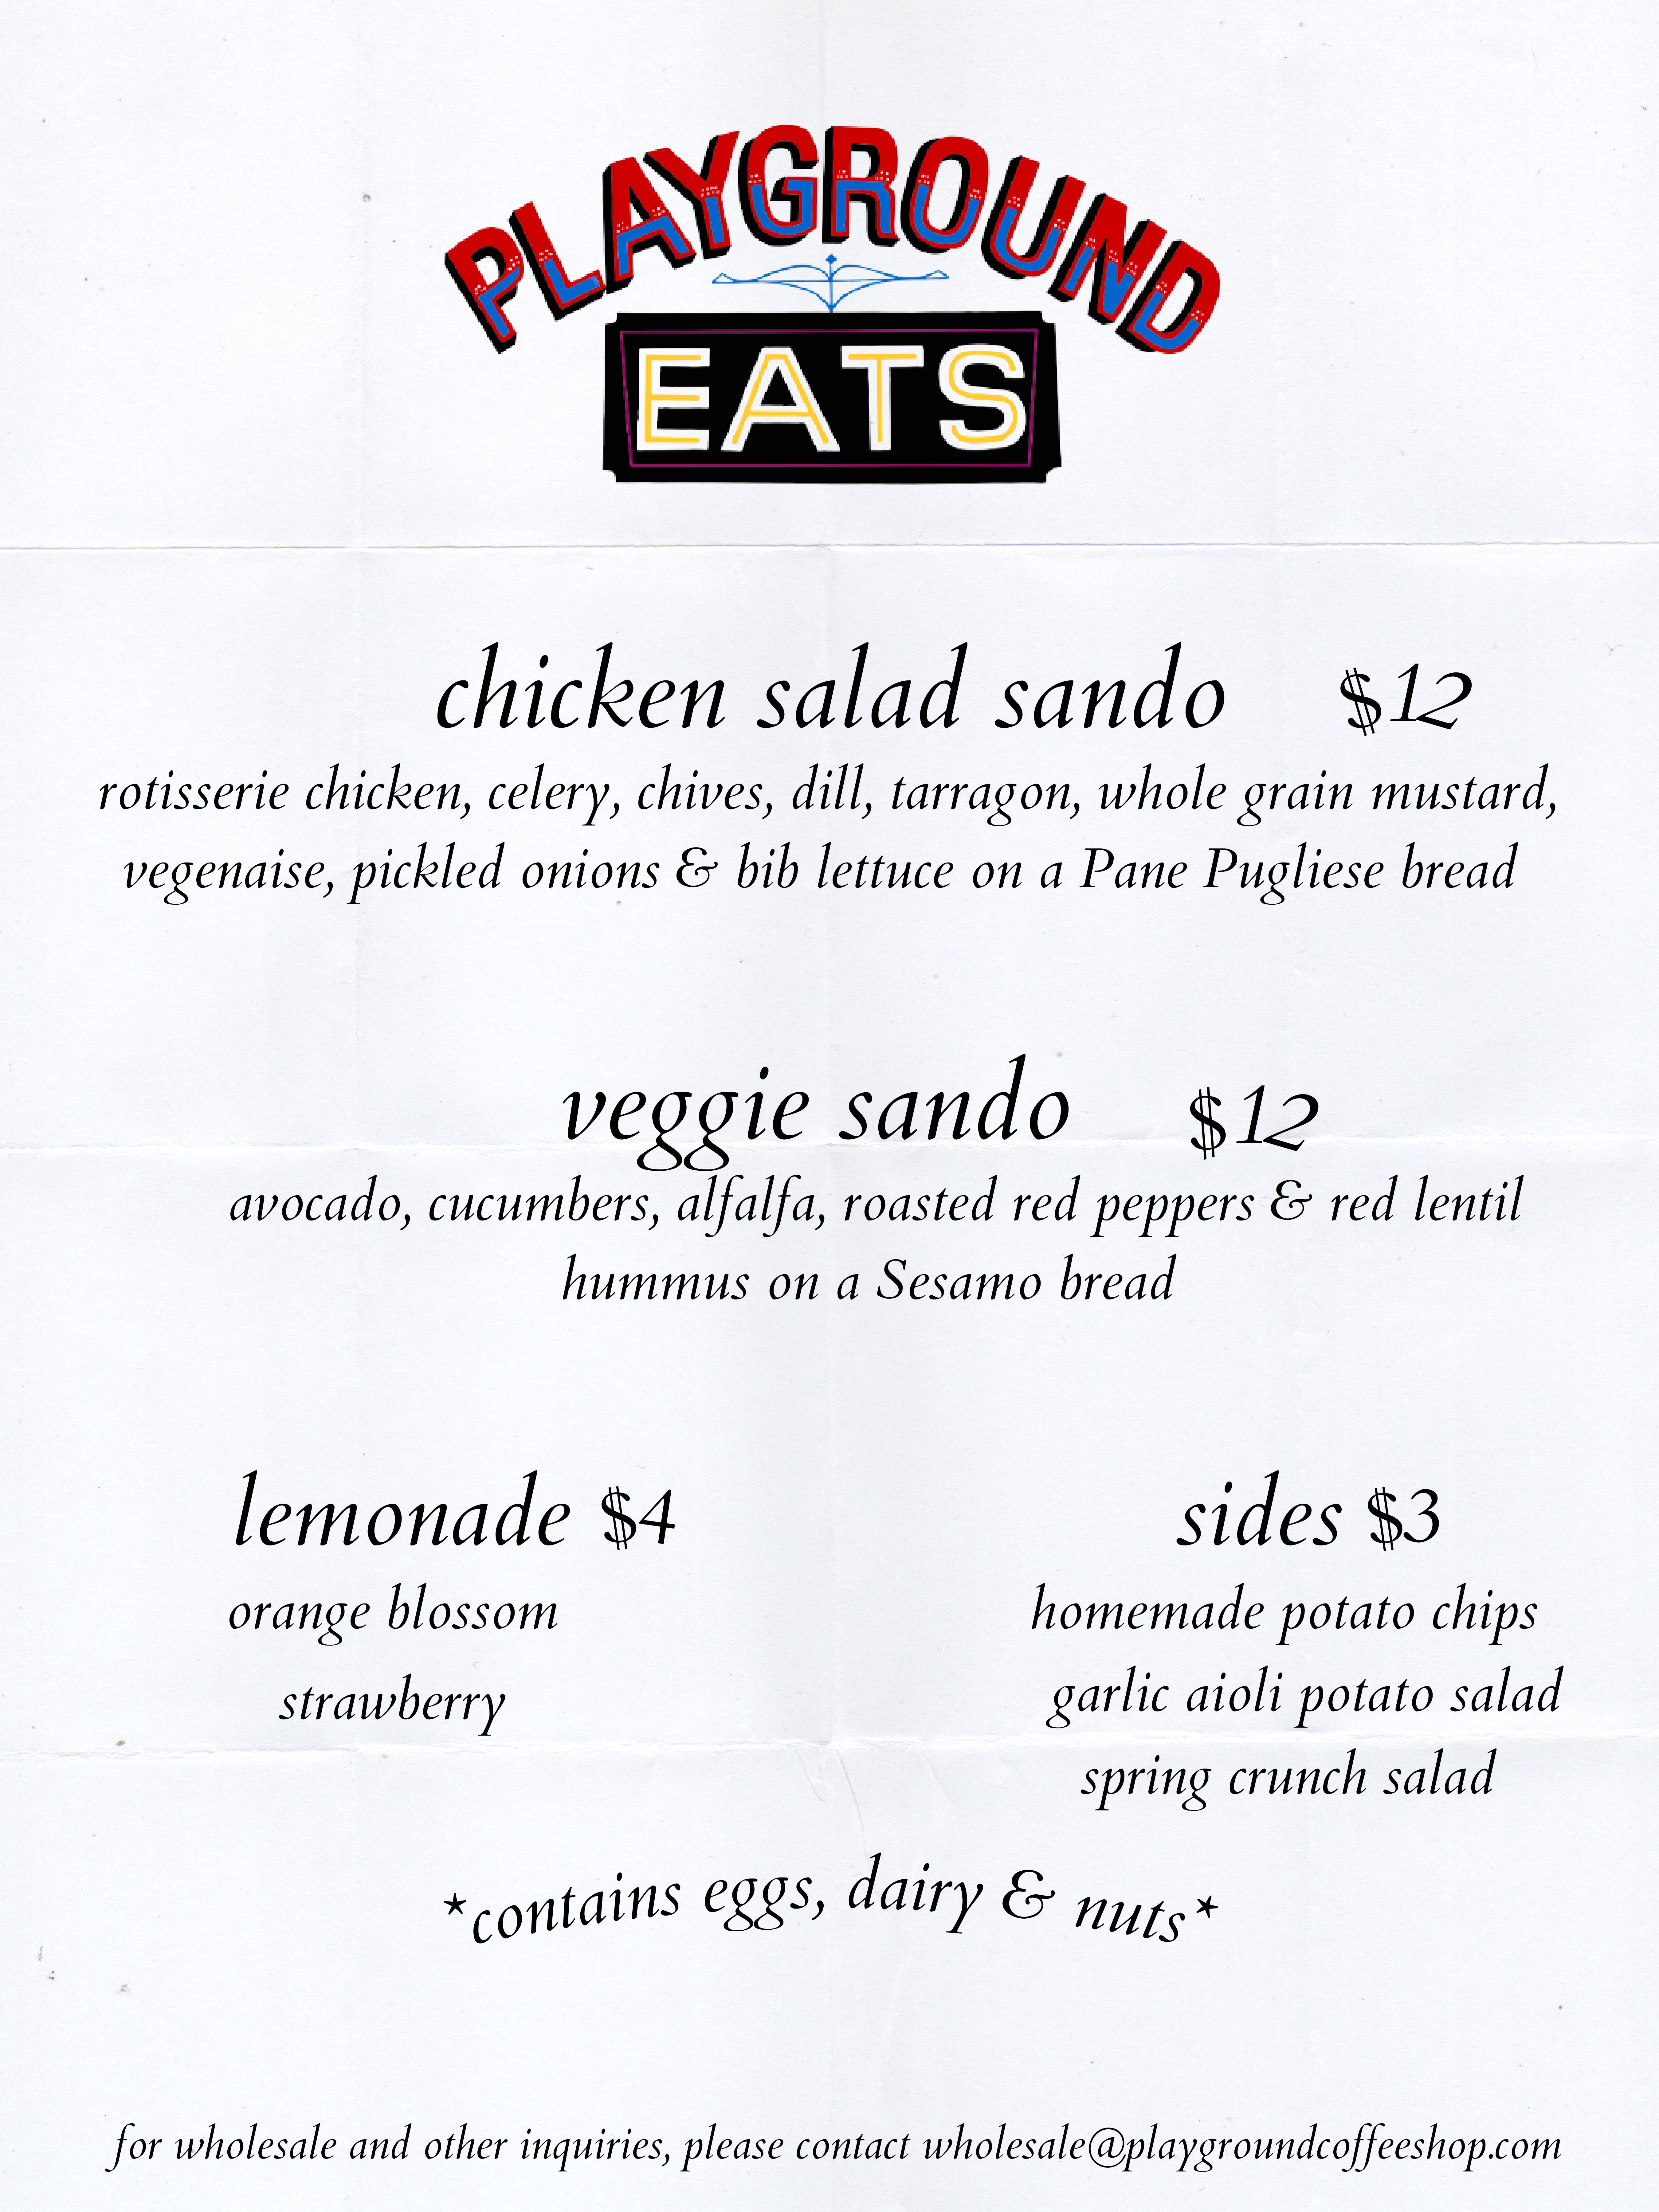 PLAYGROUND
EATS
chicken salad sando $12
rotisserie chicken, celery, chives, dill, tarragon, whole grain mustard,
vegenaise, pickled onions & bib lettuce on a Pane Pugliese bread
veggie sando $12
avocado, cucumbers, alfalfa, roasted red peppers & red lentil
hummus on a Sesamo bread
lemonade $4
orange blossom
strawberry
sides $3
homemade potato chips
garlic aioli potato salad
spring crunch salad
*contains eggs, dairy & nuts*
for wholesale and other inquiries, please contact wholesale@playgroundcoffeeshop.com